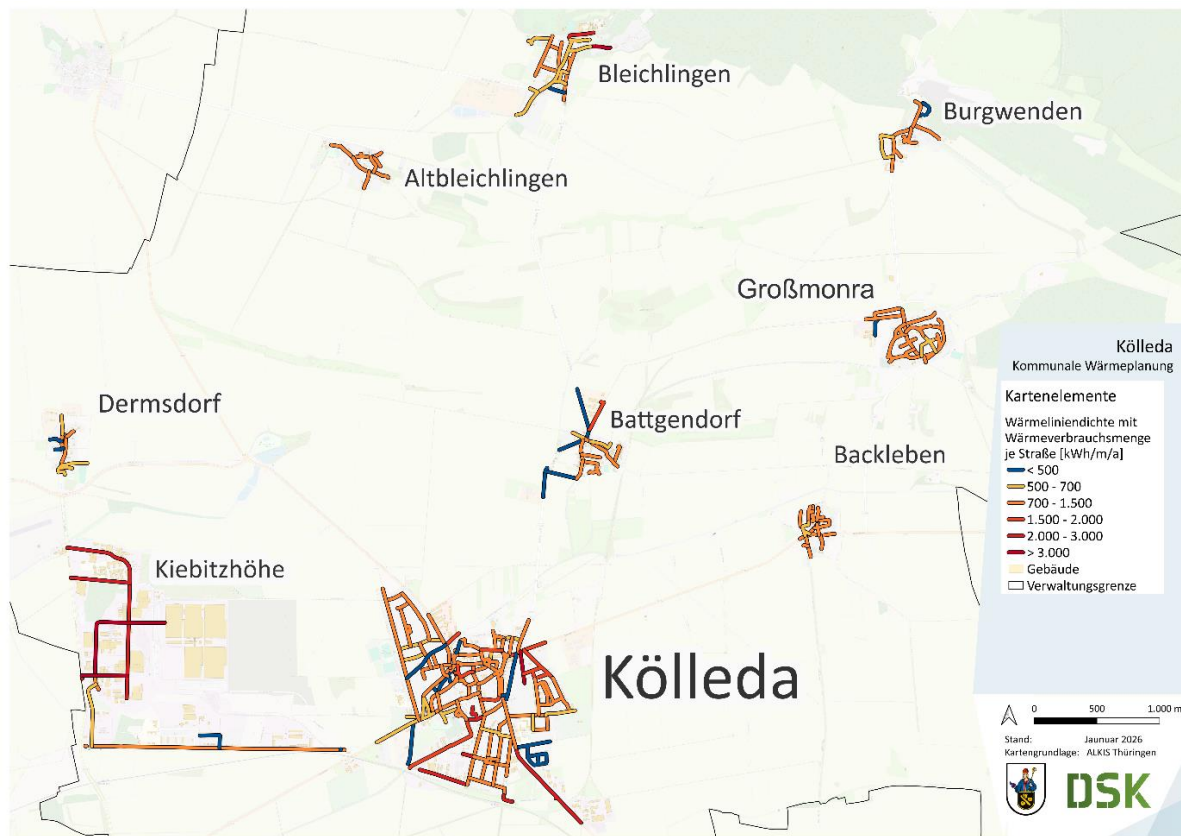 Bleichlingen
Burgwenden
Altbleichlingen
Großmonra
Dermsdorf
Battgendorf
Backleben
Kiebitzhöhe
Kölleda
Kölleda
Kommunale Wärmeplanung
Kartenelemente
Wärmeliniendichte mit
Wärmeverbrauchsmenge
je Straße [kWh/m/a]
< 500
500 - 700
700 - 1.500
1.500 - 2.000
2.000 - 3.000
> 3.000
Gebäude
Verwaltungsgrenze
0 500 1.000 m
Stand: Jaunuar 2026
Kartengrundlage: ALKIS Thüringen
DSK